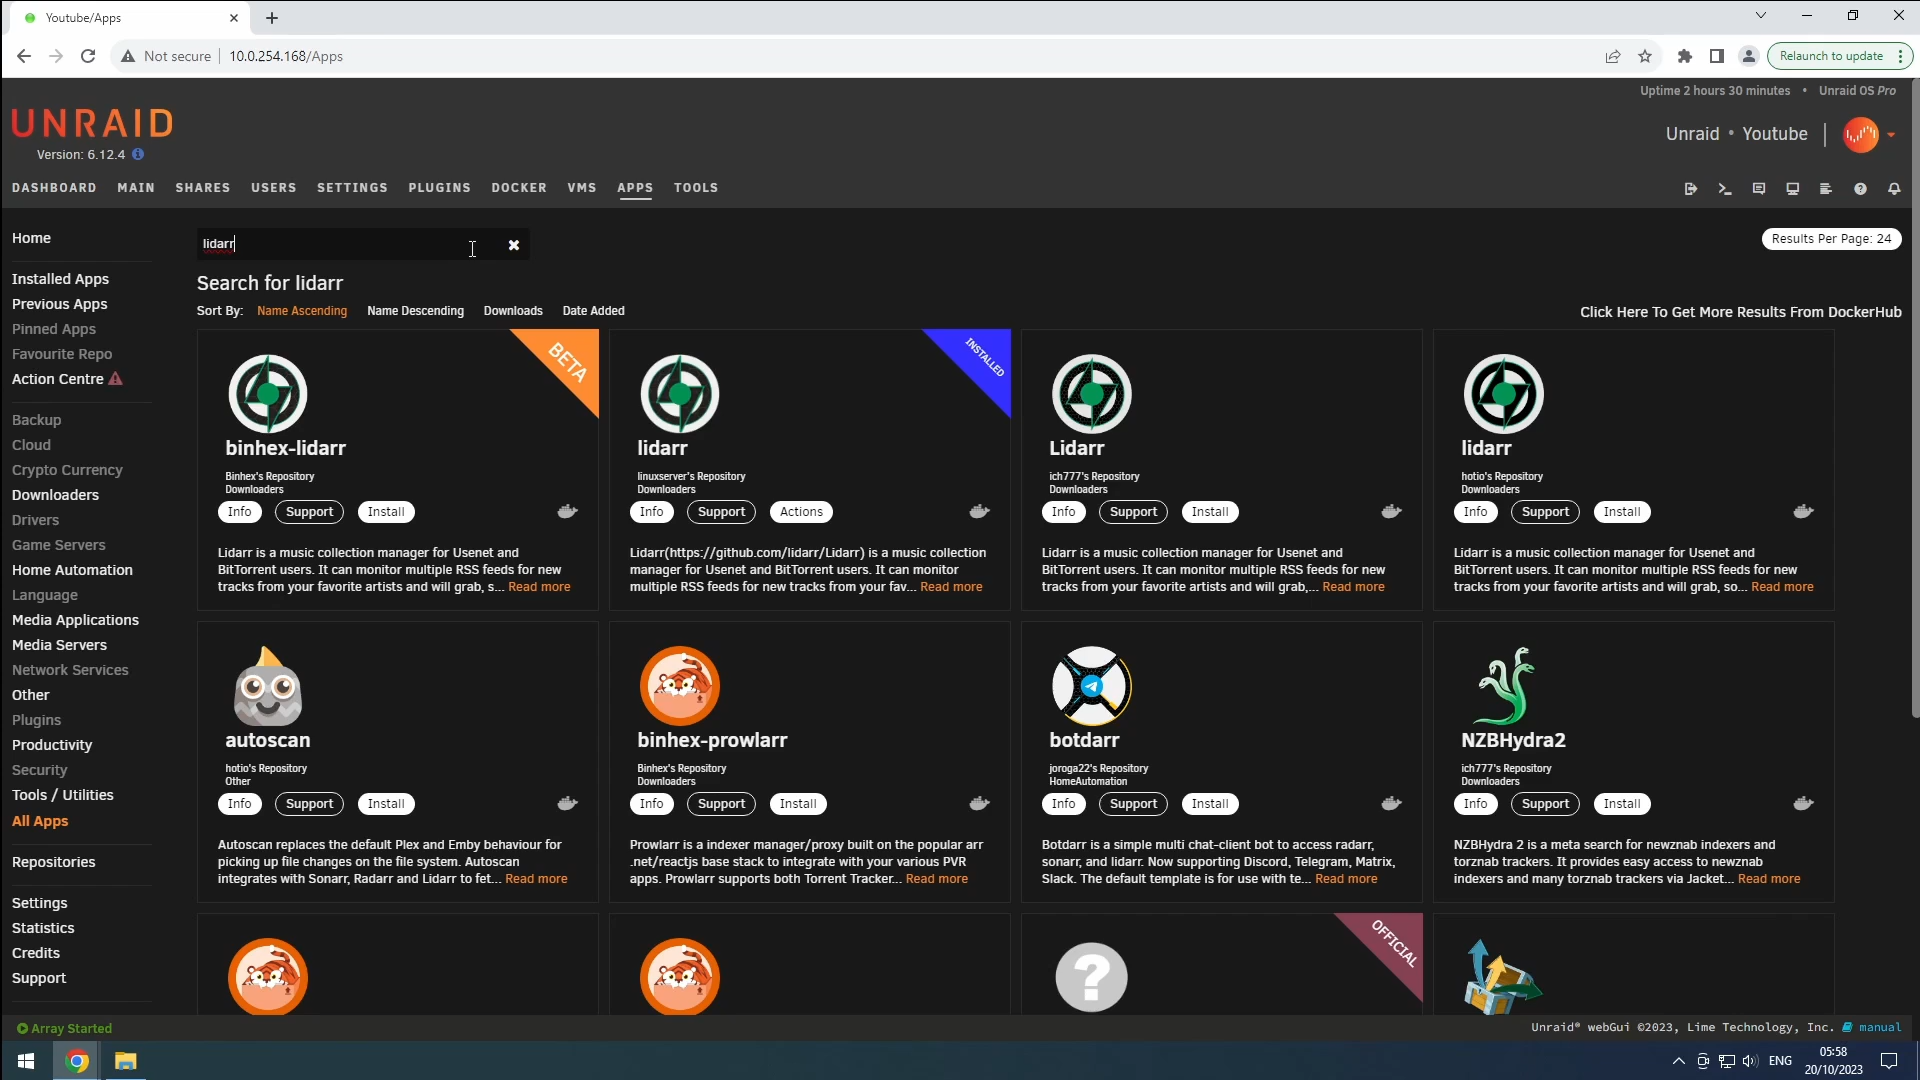 Youtube/Apps
Not secure
10.0.254.168/Apps
Relaunch to update
Uptime 2 hours 30 minutes • Unraid OS Pro
UNRAID
Version: 6.12.4
Unraid • Youtube
DASHBOARD MAIN SHARES USERS SETTINGS PLUGINS DOCKER VMS APPS TOOLS
Home
Installed Apps
Previous Apps
Pinned Apps
Favourite Repo
Action Centre
Backup
Cloud
Crypto Currency
Downloaders
Drivers
Game Servers
Home Automation
Language
Media Applications
Media Servers
Network Services
Other
Plugins
Productivity
Security
Tools / Utilities
All Apps
Repositories
Settings
Statistics
Credits
Support
lidarr
Results Per Page: 24
Search for lidarr
Sort By: Name Ascending Name Descending Downloads Date Added
Click Here To Get More Results From DockerHub
BETA
binhex-lidarr
Binhex's Repository
Downloaders
Info Support Install
Lidarr is a music collection manager for Usenet and
BitTorrent users. It can monitor multiple RSS feeds for new
tracks from your favorite artists and will grab, s... Read more
INSTALLED
lidarr
linuxserver's Repository
Downloaders
Info Support Actions
Lidarr(https://github.com/lidarr/Lidarr) is a music collection
manager for Usenet and BitTorrent users. It can monitor
multiple RSS feeds for new tracks from your fav... Read more
Lidarr
ich777's Repository
Downloaders
Info Support Install
Lidarr is a music collection manager for Usenet and
BitTorrent users. It can monitor multiple RSS feeds for new
tracks from your favorite artists and will grab,... Read more
lidarr
hotio's Repository
Downloaders
Info Support Install
Lidarr is a music collection manager for Usenet and
BitTorrent users. It can monitor multiple RSS feeds for new
tracks from your favorite artists and will grab, so... Read more
autoscan
hotio's Repository
Other
Info Support Install
Autoscan replaces the default Plex and Emby behaviour for
picking up file changes on the file system. Autoscan
integrates with Sonarr, Radarr and Lidarr to fet... Read more
binhex-prowlarr
Binhex's Repository
Downloaders
Info Support Install
Prowlarr is a indexer manager/proxy built on the popular arr
.net/reactjs base stack to integrate with your various PVR
apps. Prowlarr supports both Torrent Tracker... Read more
botdarr
joroga22's Repository
HomeAutomation
Info Support Install
Botdarr is a simple multi chat-client bot to access radarr,
sonarr, and lidarr. Now supporting Discord, Telegram, Matrix,
Slack. The default template is for use with te... Read more
NZBHydra2
ich777's Repository
Downloaders
Info Support Install
NZBHydra 2 is a meta search for newznab indexers and
torznab trackers. It provides easy access to newznab
indexers and many torznab trackers via Jacket... Read more
OFFICIAL
Array Started
Unraid® webGui ©2023, Lime Technology, Inc. manual
ENG
05:58
20/10/2023